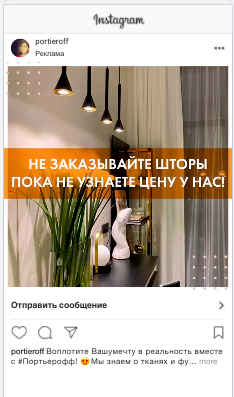 Instagram
portieroff
Реклама
НЕ ЗАКАЗЫВАЙТЕ ШТОРЫ
ПОКА НЕ УЗНАЕТЕ ЦЕНУ У НАС!
Отправить сообщение
portieroff Воплотите Вашумечту в реальность вместе
с #Портьерофф! 😍 Мы знаем о тканях и фу... more